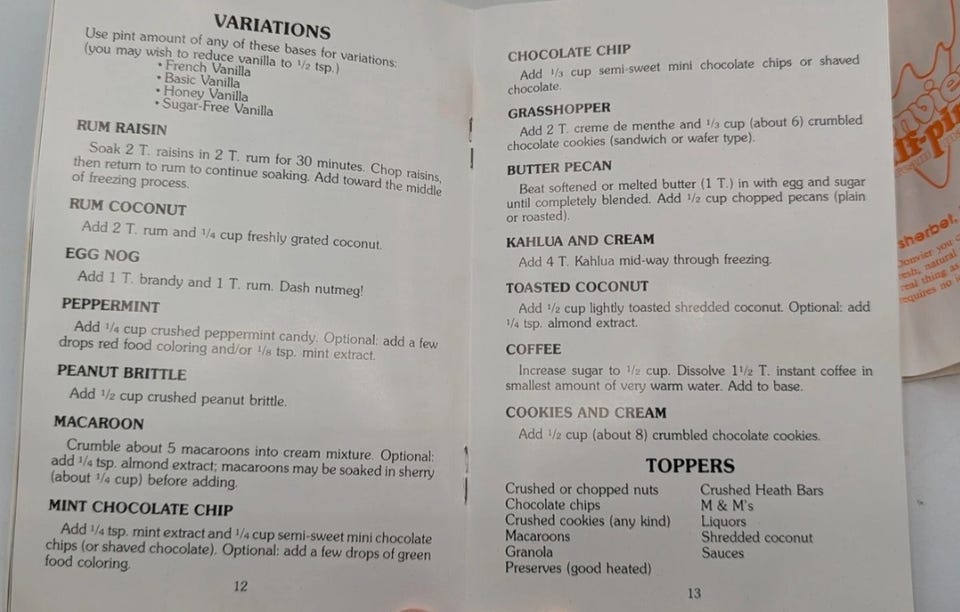 VARIATIONS
Use pint amount of any of these bases for variations:
(you may wish to reduce vanilla to 1/2 tsp.)
• French Vanilla
• Basic Vanilla
• Honey Vanilla
• Sugar-Free Vanilla
RUM RAISIN
Soak 2 T. raisins in 2 T. rum for 30 minutes. Chop raisins,
then return to rum to continue soaking. Add toward the middle
of freezing process.
RUM COCONUT
Add 2 T. rum and 1/4 cup freshly grated coconut.
EGG NOG
Add 1 T. brandy and 1 T. rum. Dash nutmeg!
PEPPERMINT
Add 1/4 cup crushed peppermint candy. Optional: add a few
drops red food coloring and/or 1/8 tsp. mint extract.
PEANUT BRITTLE
Add 1/2 cup crushed peanut brittle.
MACAROON
Crumble about 5 macaroons into cream mixture. Optional:
add 1/4 tsp. almond extract; macaroons may be soaked in sherry
(about 1/4 cup) before adding.
MINT CHOCOLATE CHIP
Add 1/4 tsp. mint extract and 1/4 cup semi-sweet mini chocolate
chips (or shaved chocolate). Optional: add a few drops of green
food coloring.
12
CHOCOLATE CHIP
Add 1/3 cup semi-sweet mini chocolate chips or shaved
chocolate.
GRASSHOPPER
Add 2 T. creme de menthe and 1/3 cup (about 6) crumbled
chocolate cookies (sandwich or wafer type).
BUTTER PECAN
Beat softened or melted butter (1 T.) in with egg and sugar
until completely blended. Add 1/2 cup chopped pecans (plain
or roasted).
KAHLUA AND CREAM
Add 4 T. Kahlua mid-way through freezing.
TOASTED COCONUT
Add 1/2 cup lightly toasted shredded coconut. Optional: add
1/4 tsp. almond extract.
COFFEE
Increase sugar to 1/2 cup. Dissolve 1 1/2 T. instant coffee in
smallest amount of very warm water. Add to base.
COOKIES AND CREAM
Add 1/2 cup (about 8) crumbled chocolate cookies.
TOPPERS
Crushed or chopped nuts
Chocolate chips
Crushed cookies (any kind)
Macaroons
Granola
Preserves (good heated)
Crushed Heath Bars
M & M's
Liquors
Shredded coconut
Sauces
13
sherbet,
natural
real thing as
requires no